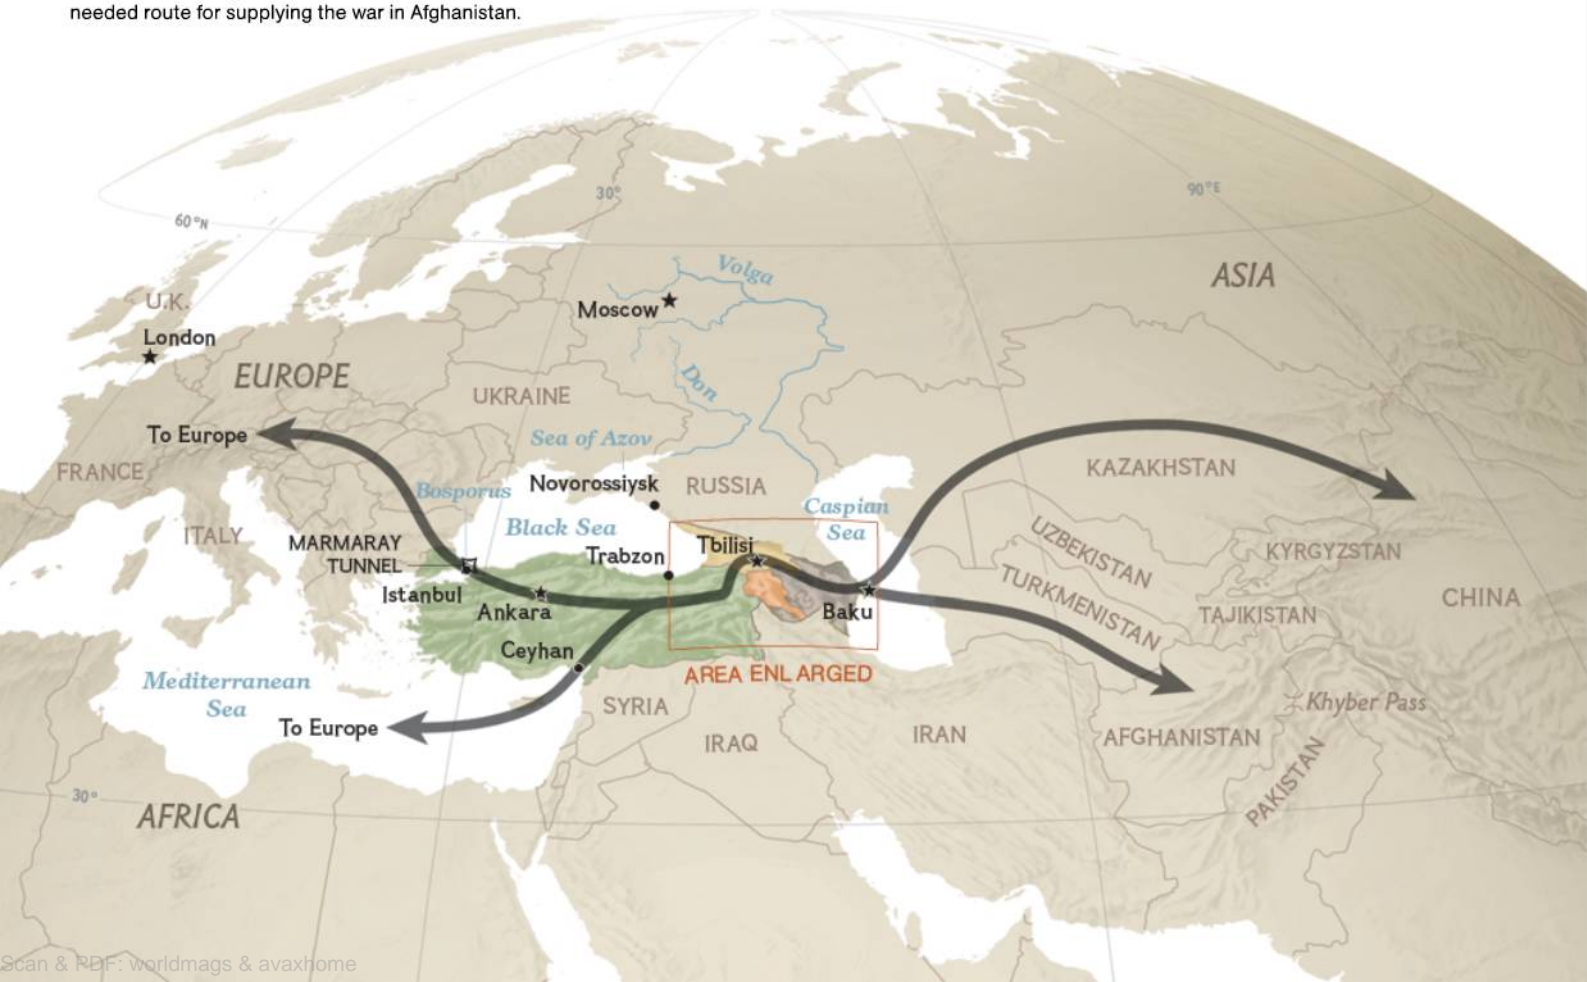 needed route for supplying the war in Afghanistan.
60°N
30°
90°E
ASIA
Volga
U.K.
Moscow
London
EUROPE
Don
UKRAINE
To Europe
Sea of Azov
FRANCE
KAZAKHSTAN
Bosporus
Novorossiysk
RUSSIA
Caspian
Sea
Black Sea
ITALY
MARMARAY
TUNNEL
Trabzon
Tbilisi
UZBEKISTAN
KYRGYZSTAN
TURKMENISTAN
Istanbul
Ankara
Baku
TAJIKISTAN
CHINA
Ceyhan
AREA ENLARGED
Mediterranean
Sea
SYRIA
Khyber Pass
To Europe
IRAQ
IRAN
AFGHANISTAN
PAKISTAN
30°
AFRICA
Scan & PDF: worldmags & avaxhome